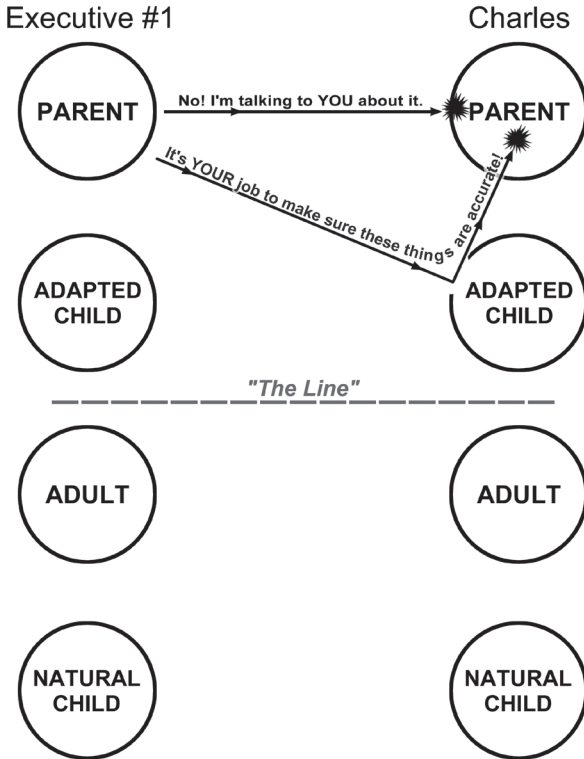 Executive #1
Charles
PARENT
No! I'm talking to YOU about it.
PARENT
It's YOUR job to make sure these things are accurate!
ADAPTED
CHILD
ADAPTED
CHILD
"The Line"
ADULT
ADULT
NATURAL
CHILD
NATURAL
CHILD